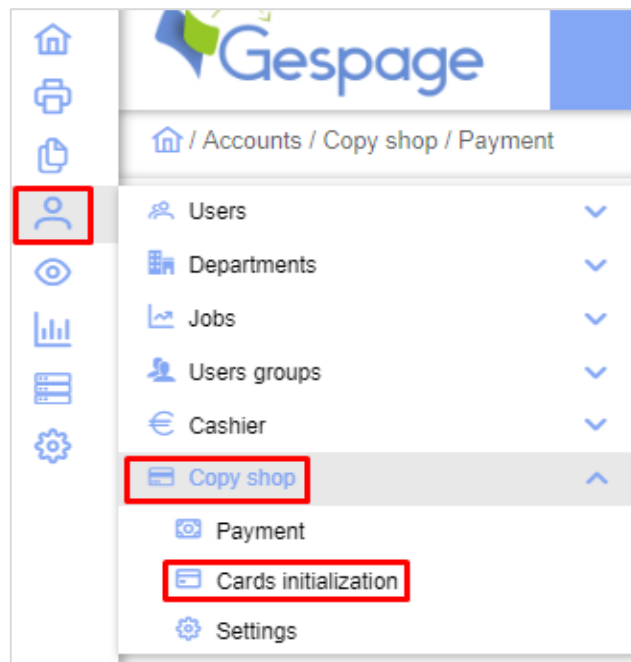 Gespage
/ Accounts / Copy shop / Payment
Users
Departments
Jobs
Users groups
Cashier
Copy shop
Payment
Cards initialization
Settings